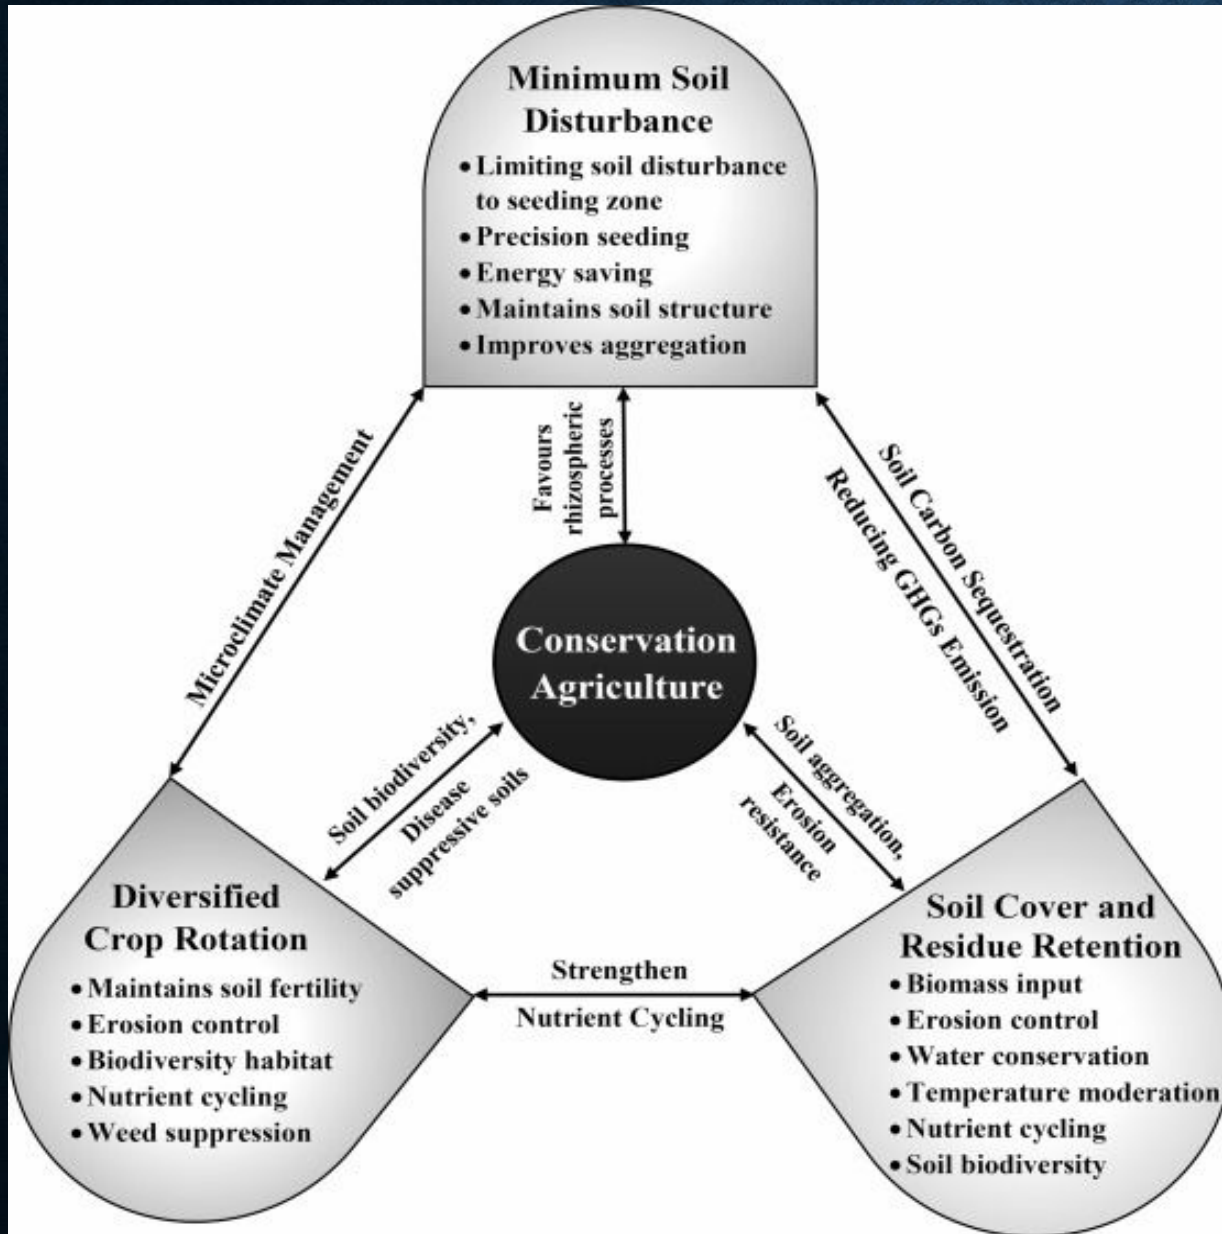 Minimum Soil
Disturbance
• Limiting soil disturbance
to seeding zone
• Precision seeding
• Energy saving
• Maintains soil structure
• Improves aggregation
Favours
rhizospheric
processes
Microclimate Management
Soil Carbon Sequestration
Reducing GHGs Emission
Conservation
Agriculture
Soil biodiversity,
Disease
suppressive soils
Soil aggregation,
Erosion
resistance
Diversified
Crop Rotation
• Maintains soil fertility
• Erosion control
• Biodiversity habitat
• Nutrient cycling
• Weed suppression
Strengthen
Nutrient Cycling
Soil Cover and
Residue Retention
• Biomass input
• Erosion control
• Water conservation
• Temperature moderation
• Nutrient cycling
• Soil biodiversity